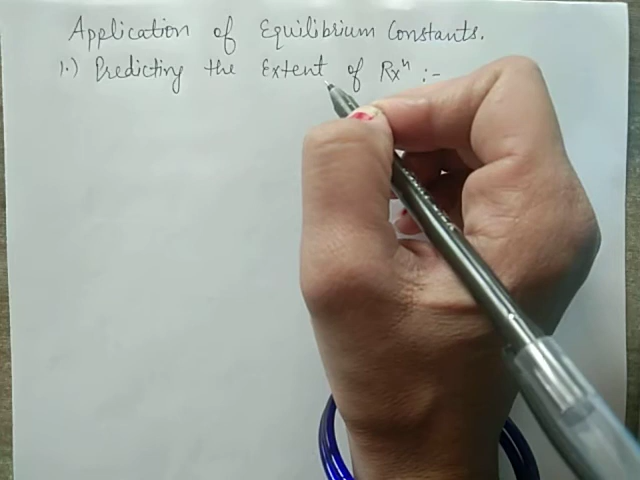 Application of Equilibrium Constants.
1.) Predicting the Extent of Rxⁿ :-